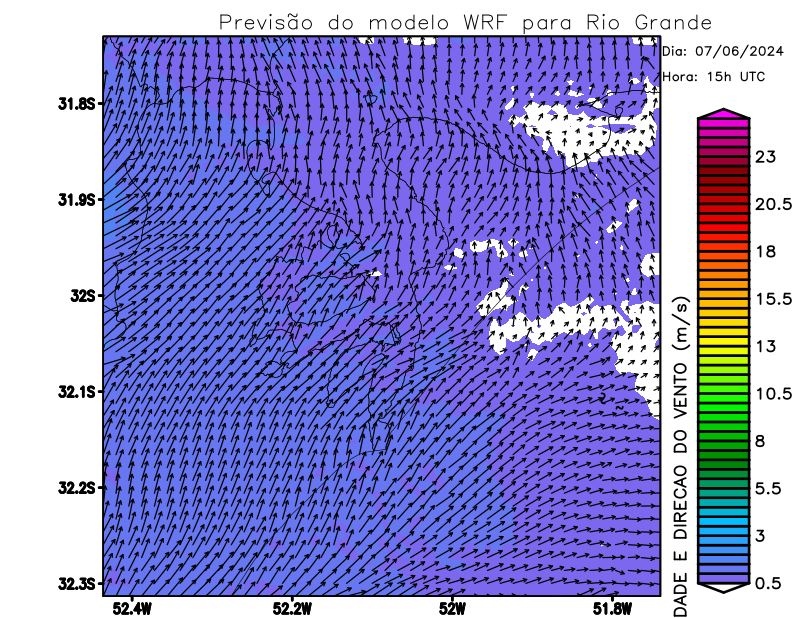 Previsão do modelo WRF para Rio Grande
Dia: 07/06/2024
Hora: 15h UTC
31.8S
31.9S
32S
32.1S
32.2S
32.3S
52.4W
52.2W
52W
51.8W
23
20.5
18
15.5
13
10.5
8
5.5
3
0.5
DADE E DIRECAO DO VENTO (m/s)